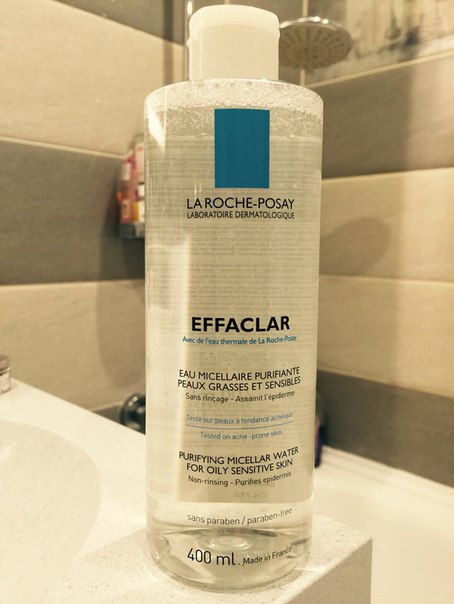 LA ROCHE-POSAY
LABORATOIRE DERMATOLOGIQUE
EFFACLAR
Avec de l'eau thermale de La Roche-Posay
EAU MICELLAIRE PURIFIANTE
PEAUX GRASSES ET SENSIBLES
Sans rinçage - Assainit l'épiderme
Testé sur peaux à tendance acnéique
Tested on acne-prone skin
PURIFYING MICELLAR WATER
FOR OILY SENSITIVE SKIN
Non-rinsing - Purifies epidermis
sans paraben / paraben-free
400 ml. Made in France